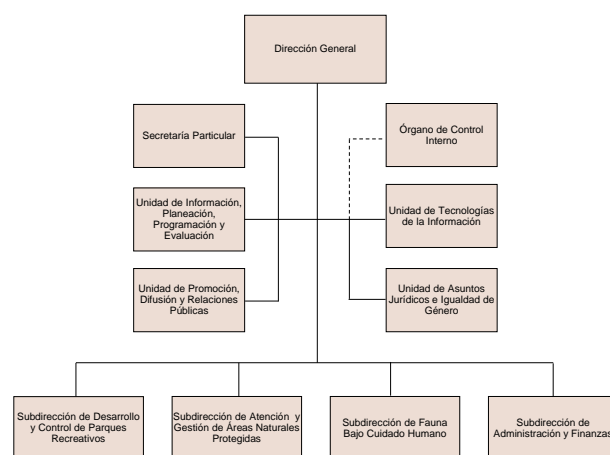 Dirección General
Secretaría Particular
Órgano de Control
Interno
Unidad de Información,
Planeación,
Programación y
Evaluación
Unidad de Tecnologías
de la Información
Unidad de Promoción,
Difusión y Relaciones
Públicas
Unidad de Asuntos
Jurídicos e Igualdad de
Género
Subdirección de Desarrollo
y Control de Parques
Recreativos
Subdirección de Atención y
Gestión de Áreas Naturales
Protegidas
Subdirección de Fauna
Bajo Cuidado Humano
Subdirección de
Administración y Finanzas